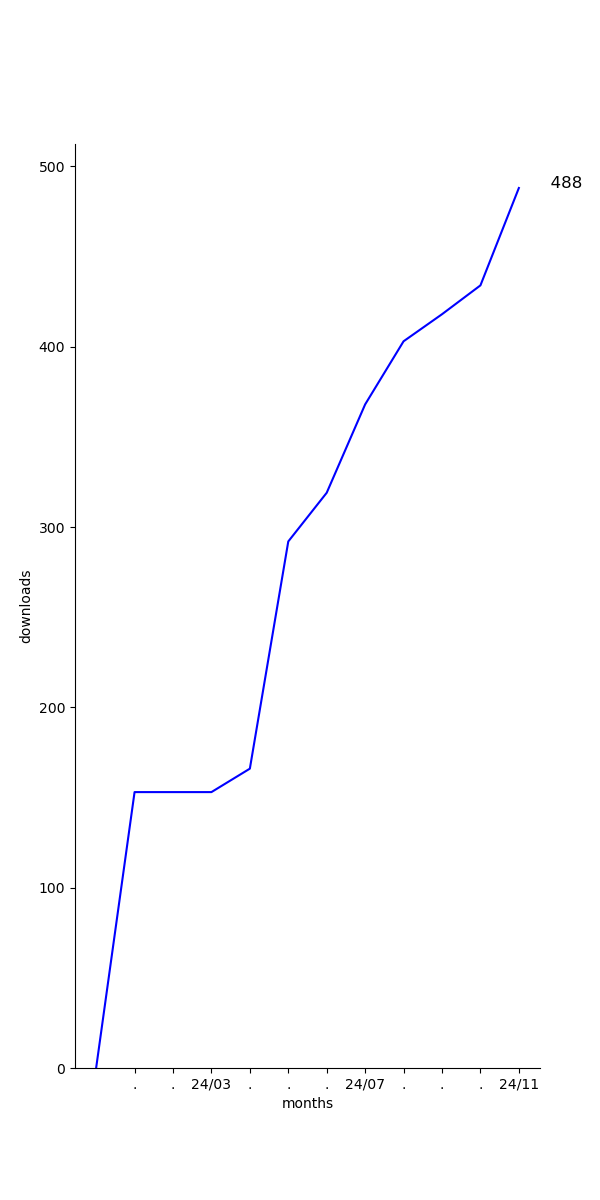 500
488
400
300
downloads
200
100
0
. . 24/03 . . . 24/07 . . . 24/11
months